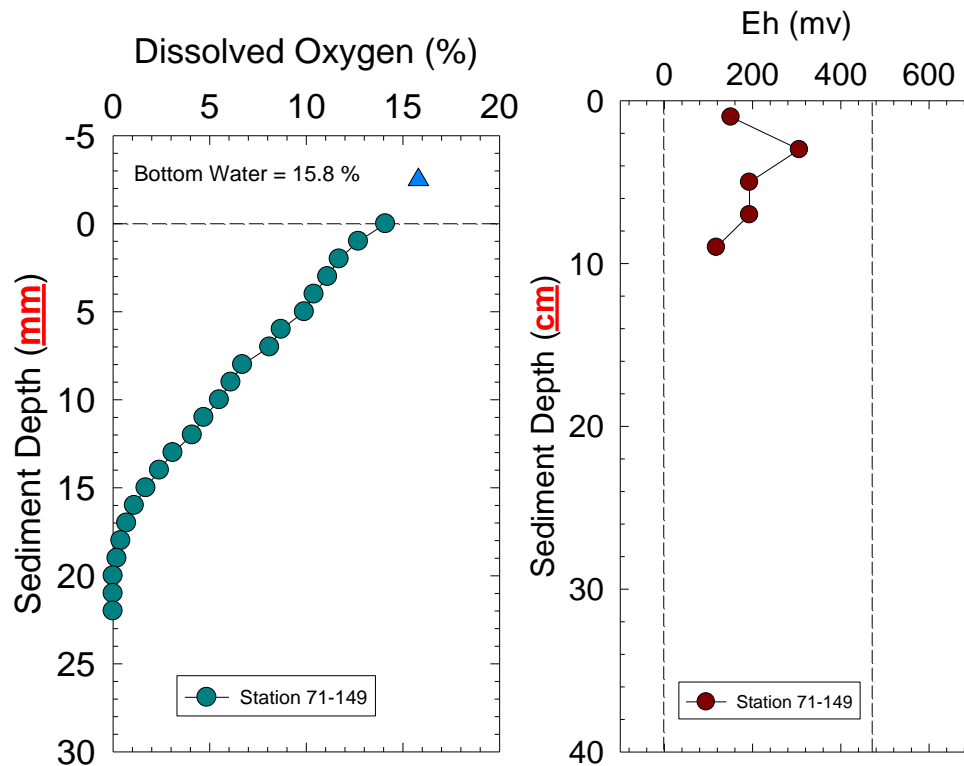 Dissolved Oxygen (%)
0 5 10 15 20
-5
0
5
10
15
20
25
30
Sediment Depth (mm)
Bottom Water = 15.8 %
Station 71-149
Eh (mv)
0 200 400 600
0
10
20
30
40
Sediment Depth (cm)
Station 71-149